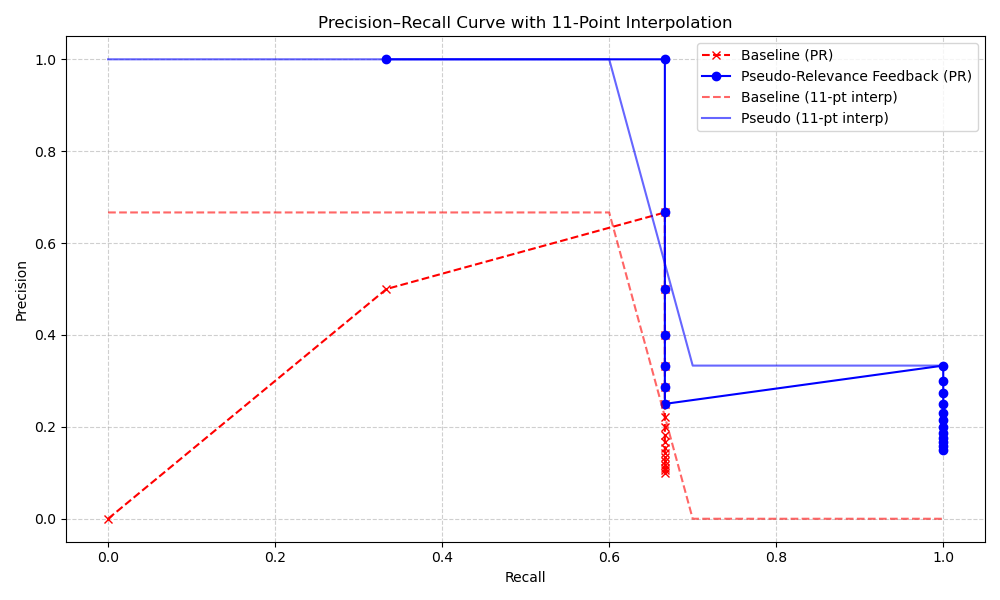 Precision–Recall Curve with 11-Point Interpolation
Baseline (PR)
Pseudo-Relevance Feedback (PR)
Baseline (11-pt interp)
Pseudo (11-pt interp)
Precision
1.0
0.8
0.6
0.4
0.2
0.0
0.0 0.2 0.4 0.6 0.8 1.0
Recall